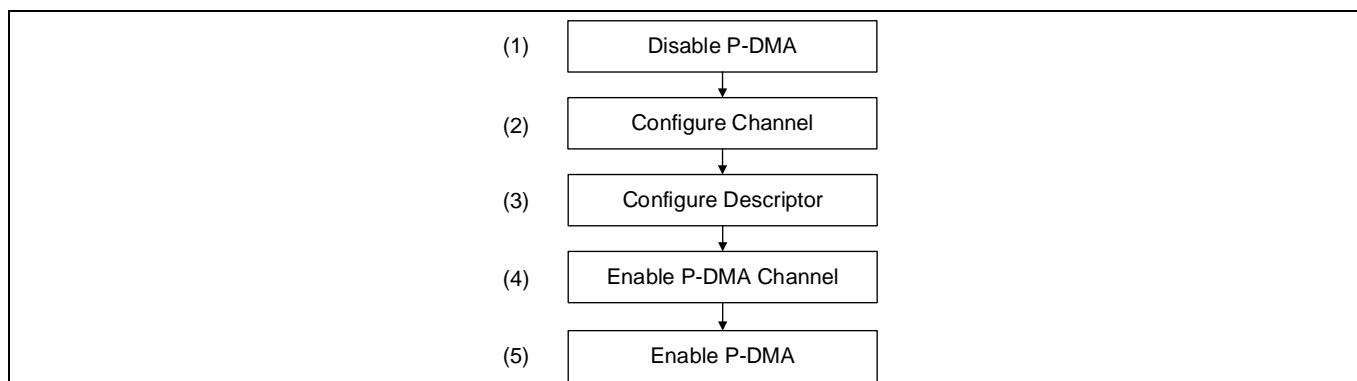 (1) Disable P-DMA
(2) Configure Channel
(3) Configure Descriptor
(4) Enable P-DMA Channel
(5) Enable P-DMA